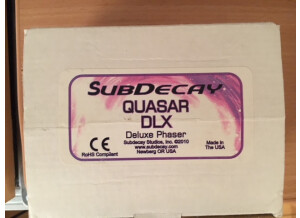 SUBDECAY
QUASAR
DLX
Deluxe Phaser
Subdecay Studios, Inc. ©2010
www.subdecay.com
Newberg OR USA
CE
RoHS Compliant
Made in
The USA